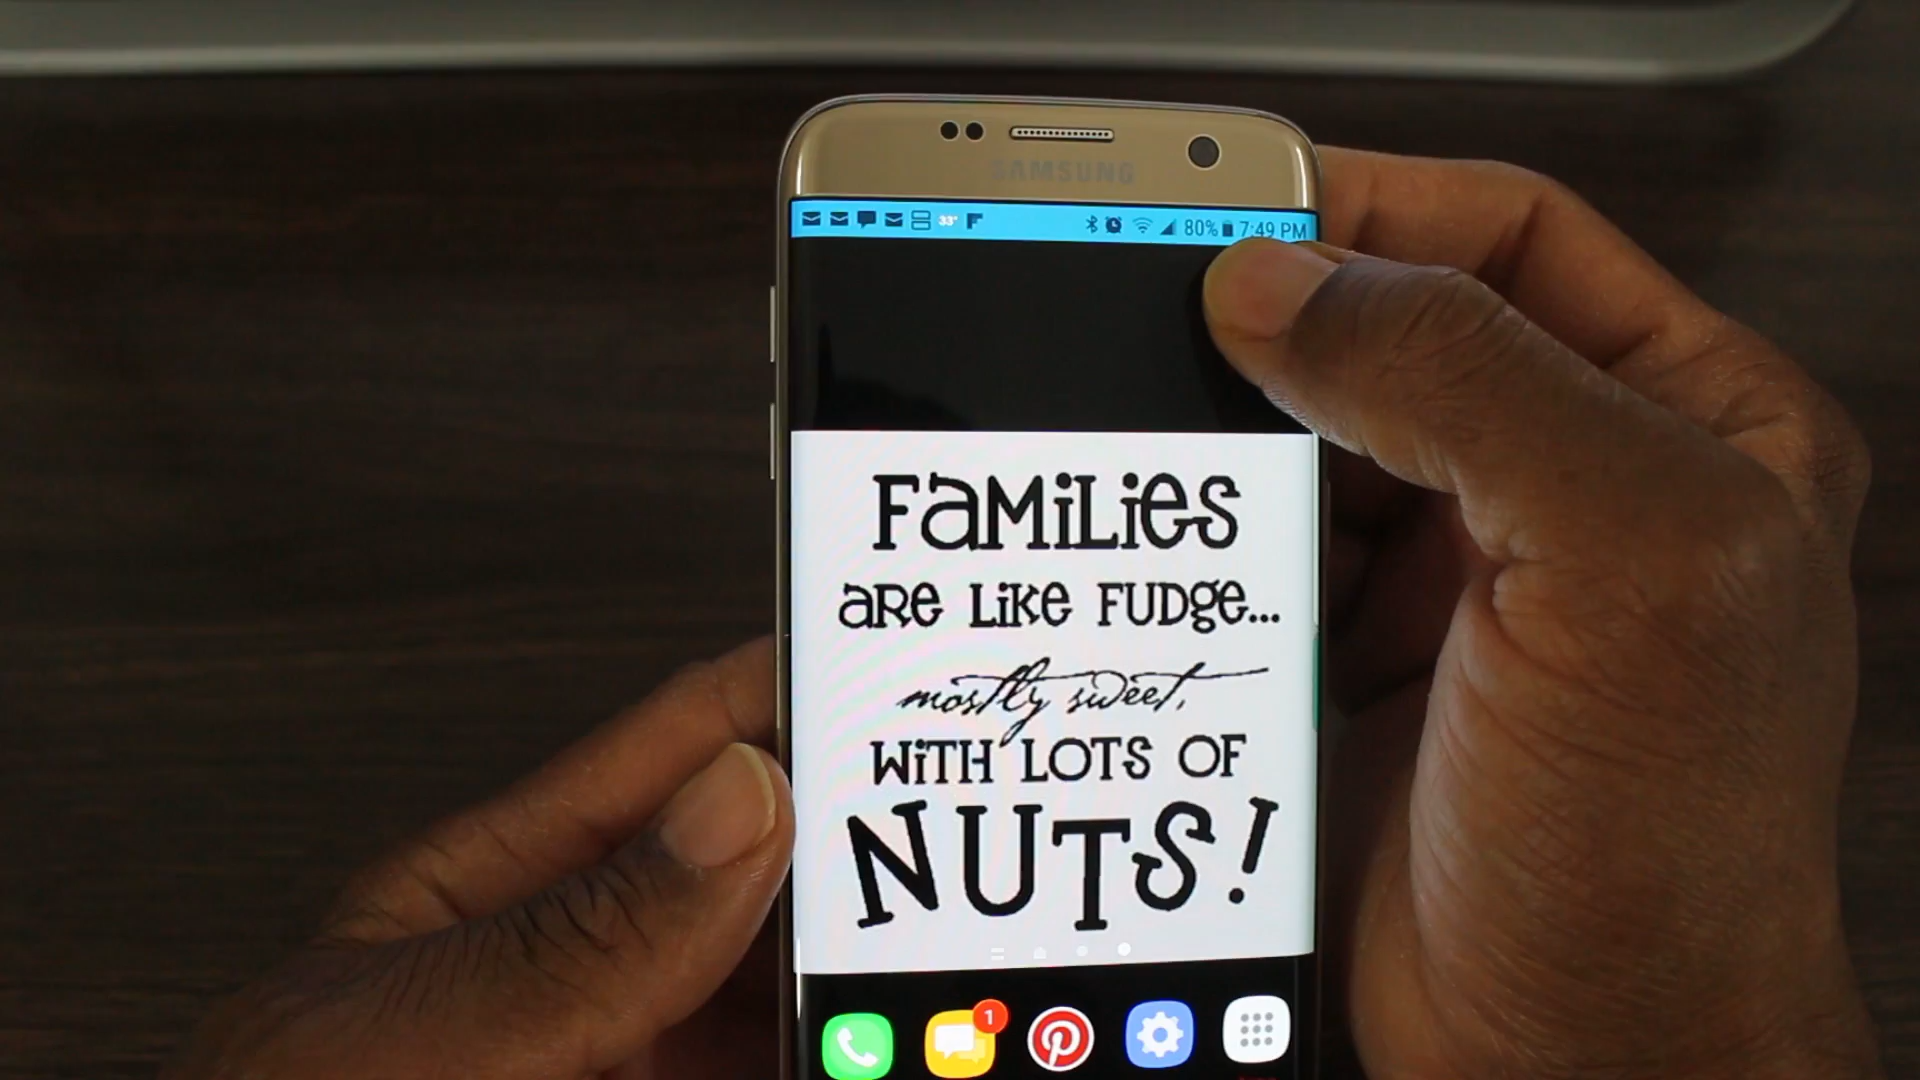 SAMSUNG
33° 80% 7:49 PM
FaMiLies
aRe LiKe FUDge...
mostly sweet,
WiTH LOTS OF
NUTS!
1